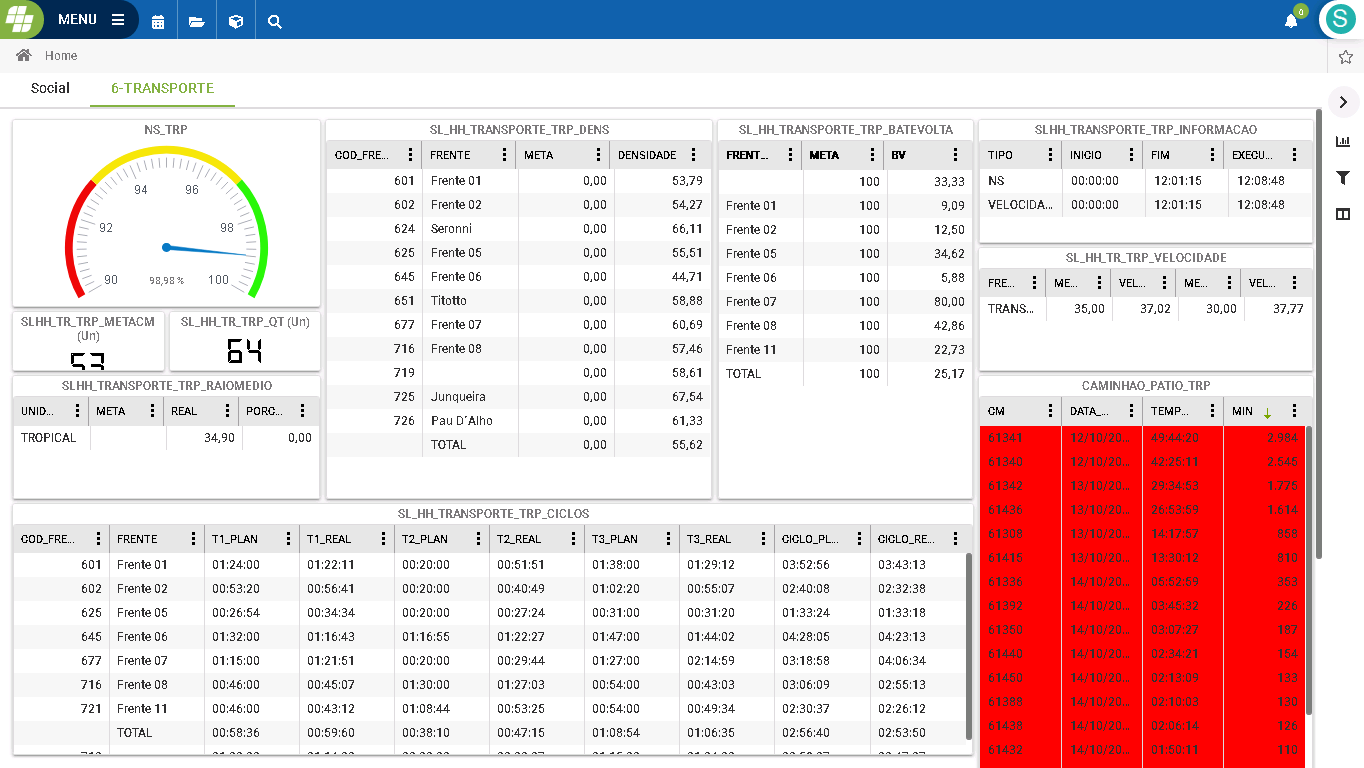 MENU
0
S
Home
Social
6-TRANSPORTE
NS_TRP
90 92 94 96 98 100
98,98 %
SLHH_TR_TRP_METACM (Un)
53
SL_HH_TR_TRP_QT (Un)
64
SLHH_TRANSPORTE_TRP_RAIOMEDIO
UNID... META REAL PORC...
TROPICAL 34,90 0,00
SL_HH_TRANSPORTE_TRP_DENS
COD_FRE... FRENTE META DENSIDADE
601 Frente 01 0,00 53,79
602 Frente 02 0,00 54,27
624 Seronni 0,00 66,11
625 Frente 05 0,00 55,51
645 Frente 06 0,00 44,71
651 Titotto 0,00 58,88
677 Frente 07 0,00 60,69
716 Frente 08 0,00 57,46
719 0,00 58,61
725 Junqueira 0,00 67,54
726 Pau D´Alho 0,00 61,33
TOTAL 0,00 55,62
SL_HH_TRANSPORTE_TRP_BATEVOLTA
FRENT... META BV
100 33,33
Frente 01 100 9,09
Frente 02 100 12,50
Frente 05 100 34,62
Frente 06 100 5,88
Frente 07 100 80,00
Frente 08 100 42,86
Frente 11 100 22,73
TOTAL 100 25,17
SLHH_TRANSPORTE_TRP_INFORMACAO
TIPO INICIO FIM EXECU...
NS 00:00:00 12:01:15 12:08:48
VELOCIDA... 00:00:00 12:01:15 12:08:48
SL_HH_TR_TRP_VELOCIDADE
FRE... ME... VEL... ME... VEL...
TRANS... 35,00 37,02 30,00 37,77
CAMINHAO_PATIO_TRP
CM DATA_... TEMP... MIN
61341 12/10/20... 49:44:20 2.984
61340 12/10/20... 42:25:11 2.545
61342 13/10/20... 29:34:53 1.775
61436 13/10/20... 26:53:59 1.614
61308 13/10/20... 14:17:57 858
61415 13/10/20... 13:30:12 810
61336 14/10/20... 05:52:59 353
61392 14/10/20... 03:45:32 226
61350 14/10/20... 03:07:27 187
61440 14/10/20... 02:34:21 154
61450 14/10/20... 02:13:09 133
61388 14/10/20... 02:10:03 130
61438 14/10/20... 02:06:14 126
61432 14/10/20... 01:50:11 110
SL_HH_TRANSPORTE_TRP_CICLOS
COD_FRE... FRENTE T1_PLAN T1_REAL T2_PLAN T2_REAL T3_PLAN T3_REAL CICLO_PL... CICLO_RE...
601 Frente 01 01:24:00 01:22:11 00:20:00 00:51:51 01:38:00 01:29:12 03:52:56 03:43:13
602 Frente 02 00:53:20 00:56:41 00:20:00 00:40:49 01:02:20 00:55:07 02:40:08 02:32:38
625 Frente 05 00:26:54 00:34:34 00:20:00 00:27:24 00:31:00 00:31:20 01:33:24 01:33:18
645 Frente 06 01:32:00 01:16:43 01:16:55 01:22:27 01:47:00 01:44:02 04:28:05 04:23:13
677 Frente 07 01:15:00 01:21:51 00:20:00 00:29:44 01:27:00 02:14:59 03:18:58 04:06:34
716 Frente 08 00:46:00 00:45:07 01:30:00 01:27:03 00:54:00 00:43:03 03:06:09 02:55:13
721 Frente 11 00:46:00 00:43:12 01:08:44 00:53:25 00:54:00 00:49:34 02:30:37 02:26:12
TOTAL 00:58:36 00:59:60 00:38:10 00:47:15 01:08:54 01:06:35 02:56:40 02:53:50